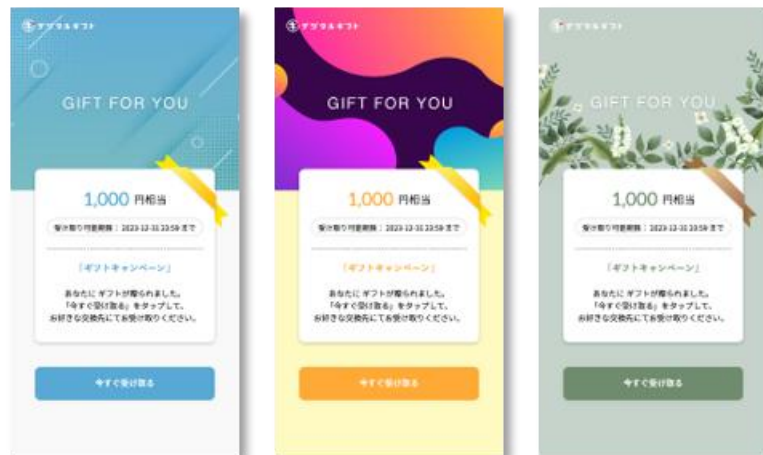 デジタルギフト
GIFT FOR YOU
1,000 円相当
受け取り可能期限：2023-12-31 23:59 まで
「ギフトキャンペーン」
あなたに ギフトが贈られました。
「今すぐ受け取る」をタップして、
お好きな交換先にてお受け取りください。
今すぐ受け取る
デジタルギフト
GIFT FOR YOU
1,000 円相当
受け取り可能期限：2023-12-31 23:59 まで
「ギフトキャンペーン」
あなたに ギフトが贈られました。
「今すぐ受け取る」をタップして、
お好きな交換先にてお受け取りください。
今すぐ受け取る
デジタルギフト
GIFT FOR YOU
1,000 円相当
受け取り可能期限：2023-12-31 23:59 まで
「ギフトキャンペーン」
あなたに ギフトが贈られました。
「今すぐ受け取る」をタップして、
お好きな交換先にてお受け取りください。
今すぐ受け取る